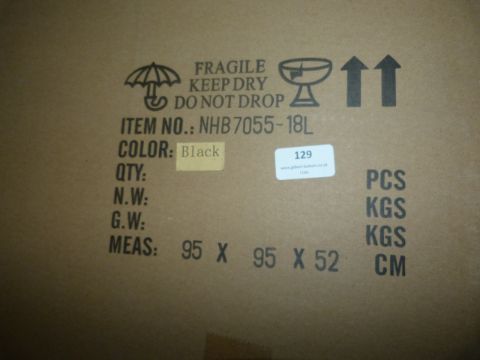 FRAGILE
KEEP DRY
DO NOT DROP
ITEM NO.: NHB7055-18L
COLOR: Black
129
QTY: PCS
N.W: KGS
G.W: KGS
MEAS: 95 X 95 X 52 CM